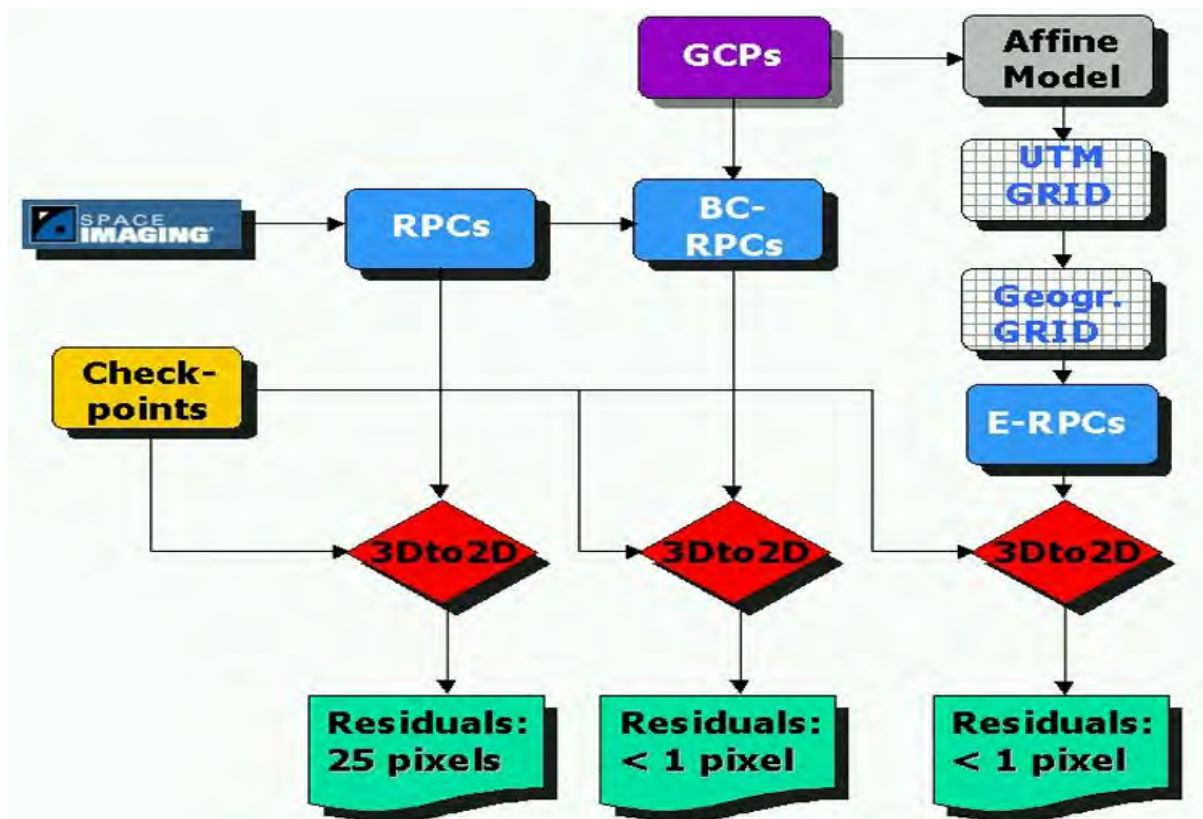 GCPs
Affine
Model
UTM
GRID
SPACE
IMAGING®
RPCs
BC-
RPCs
Geogr.
GRID
Check-
points
E-RPCs
3Dto2D
3Dto2D
3Dto2D
Residuals:
25 pixels
Residuals:
< 1 pixel
Residuals:
< 1 pixel